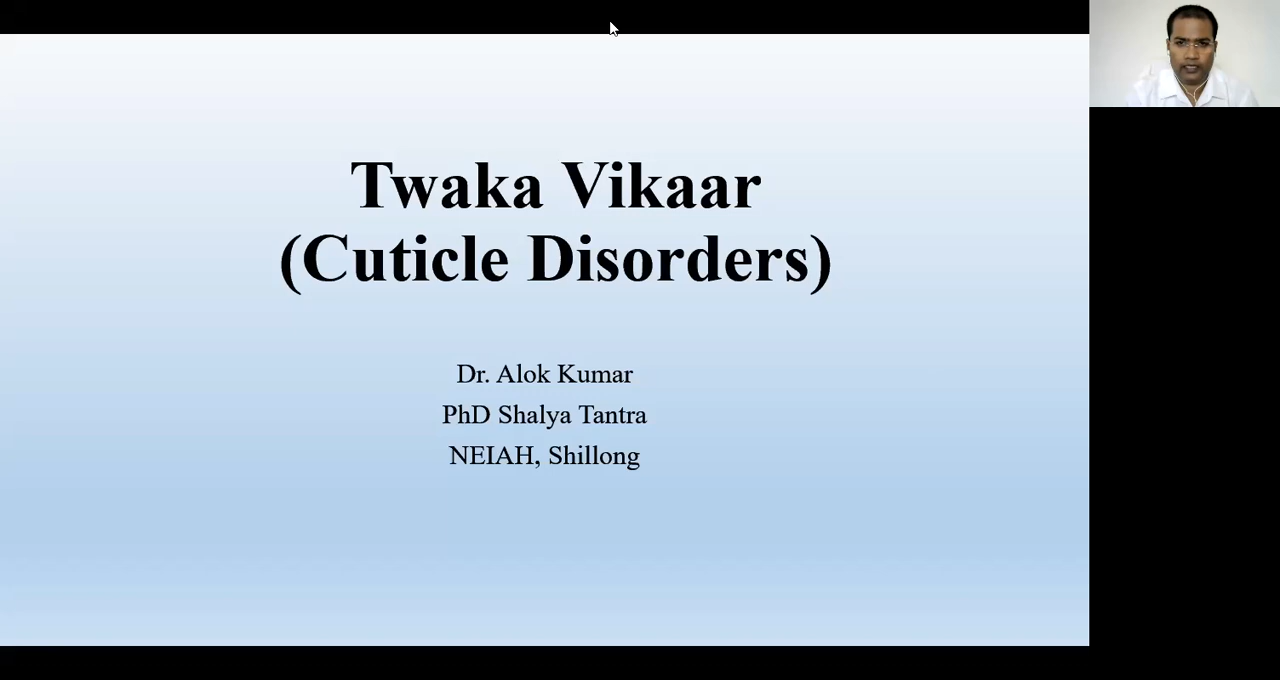 Twaka Vikaar
(Cuticle Disorders)
Dr. Alok Kumar
PhD Shalya Tantra
NEIAH, Shillong